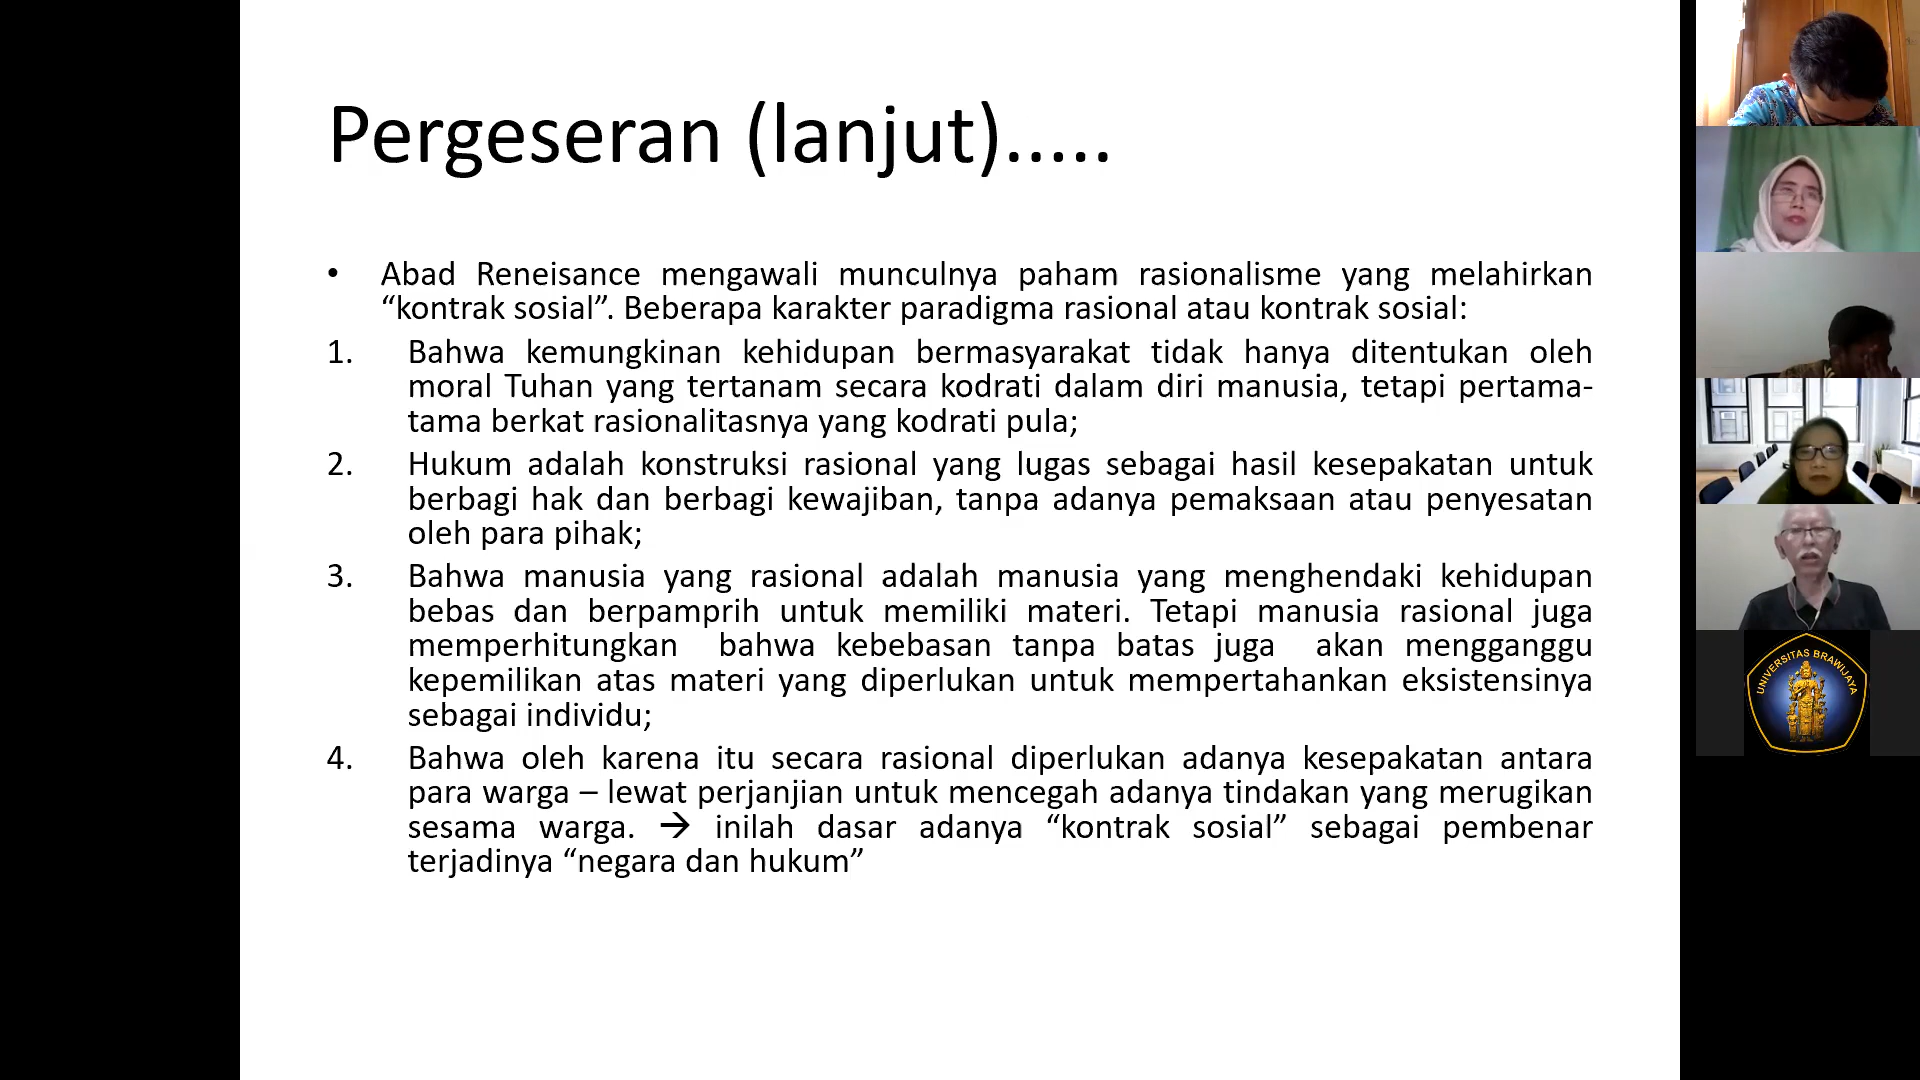 Pergeseran (lanjut).....
• Abad Reneisance mengawali munculnya paham rasionalisme yang melahirkan
“kontrak sosial”. Beberapa karakter paradigma rasional atau kontrak sosial:
1. Bahwa kemungkinan kehidupan bermasyarakat tidak hanya ditentukan oleh
moral Tuhan yang tertanam secara kodrati dalam diri manusia, tetapi pertama-
tama berkat rasionalitasnya yang kodrati pula;
2. Hukum adalah konstruksi rasional yang lugas sebagai hasil kesepakatan untuk
berbagi hak dan berbagi kewajiban, tanpa adanya pemaksaan atau penyesatan
oleh para pihak;
3. Bahwa manusia yang rasional adalah manusia yang menghendaki kehidupan
bebas dan berpamprih untuk memiliki materi. Tetapi manusia rasional juga
memperhitungkan bahwa kebebasan tanpa batas juga akan mengganggu
kepemilikan atas materi yang diperlukan untuk mempertahankan eksistensinya
sebagai individu;
4. Bahwa oleh karena itu secara rasional diperlukan adanya kesepakatan antara
para warga – lewat perjanjian untuk mencegah adanya tindakan yang merugikan
sesama warga. → inilah dasar adanya “kontrak sosial” sebagai pembenar
terjadinya “negara dan hukum”
UNIVERSITAS BRAWIJAYA